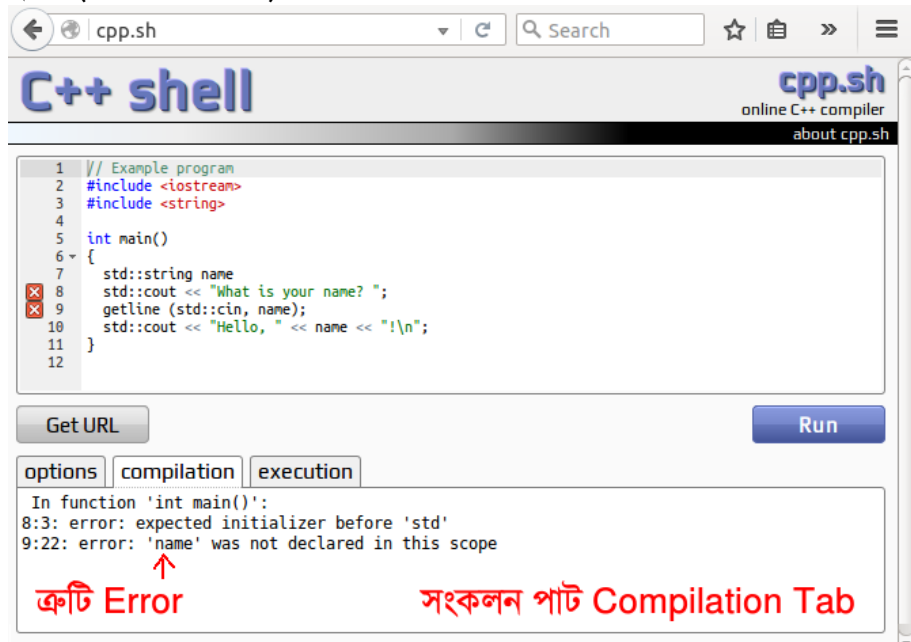 cpp.sh
Search
C++ shell
cpp.sh
online C++ compiler
about cpp.sh
1 // Example program
2 #include <iostream>
3 #include <string>
4
5 int main()
6 {
7 std::string name
8 std::cout << "What is your name? ";
9 getline (std::cin, name);
10 std::cout << "Hello, " << name << "!\n";
11 }
12
Get URL
Run
options compilation execution
In function 'int main()':
8:3: error: expected initializer before 'std'
9:22: error: 'name' was not declared in this scope
ত্রুটি Error
সংকলন পাট Compilation Tab